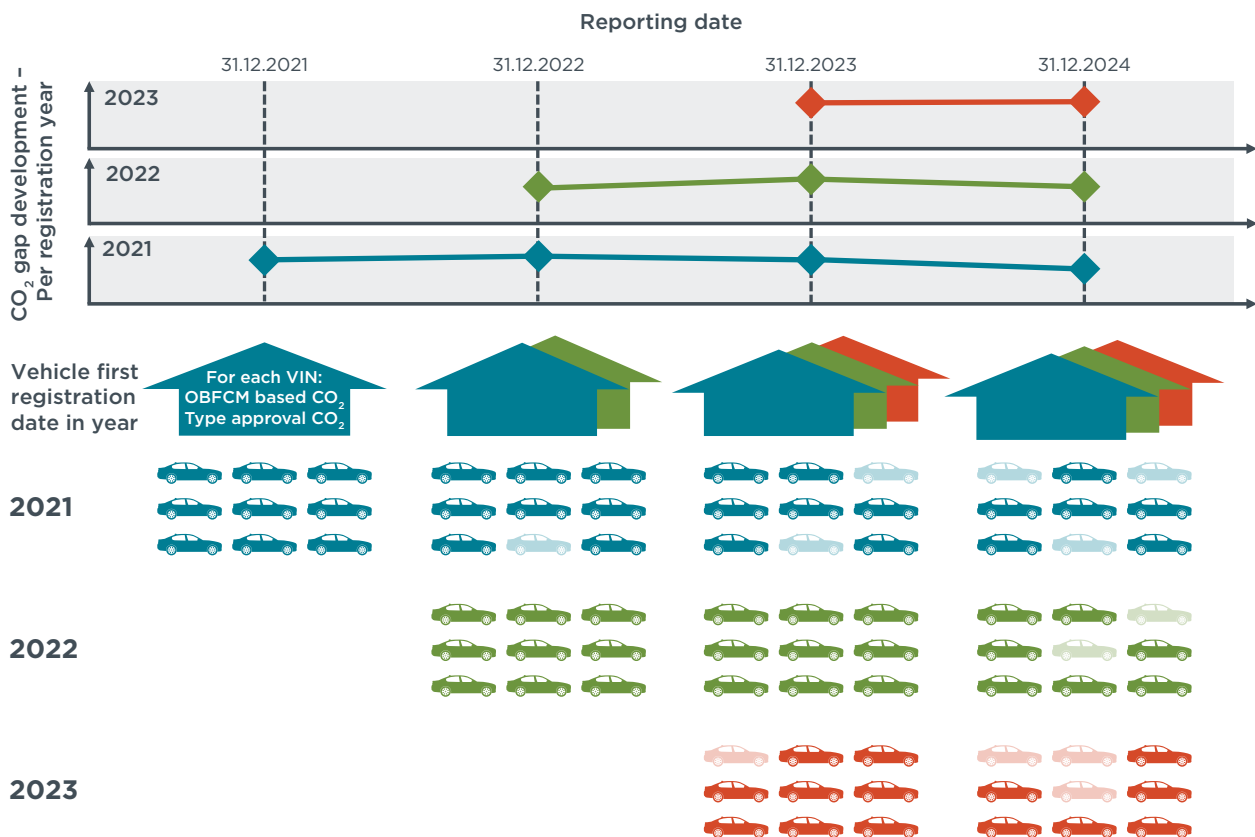 Reporting date
31.12.2021 31.12.2022 31.12.2023 31.12.2024
CO₂ gap development –
Per registration year
2023
2022
2021
Vehicle first
registration
date in year
For each VIN:
OBFCM based CO₂
Type approval CO₂
2021
2022
2023